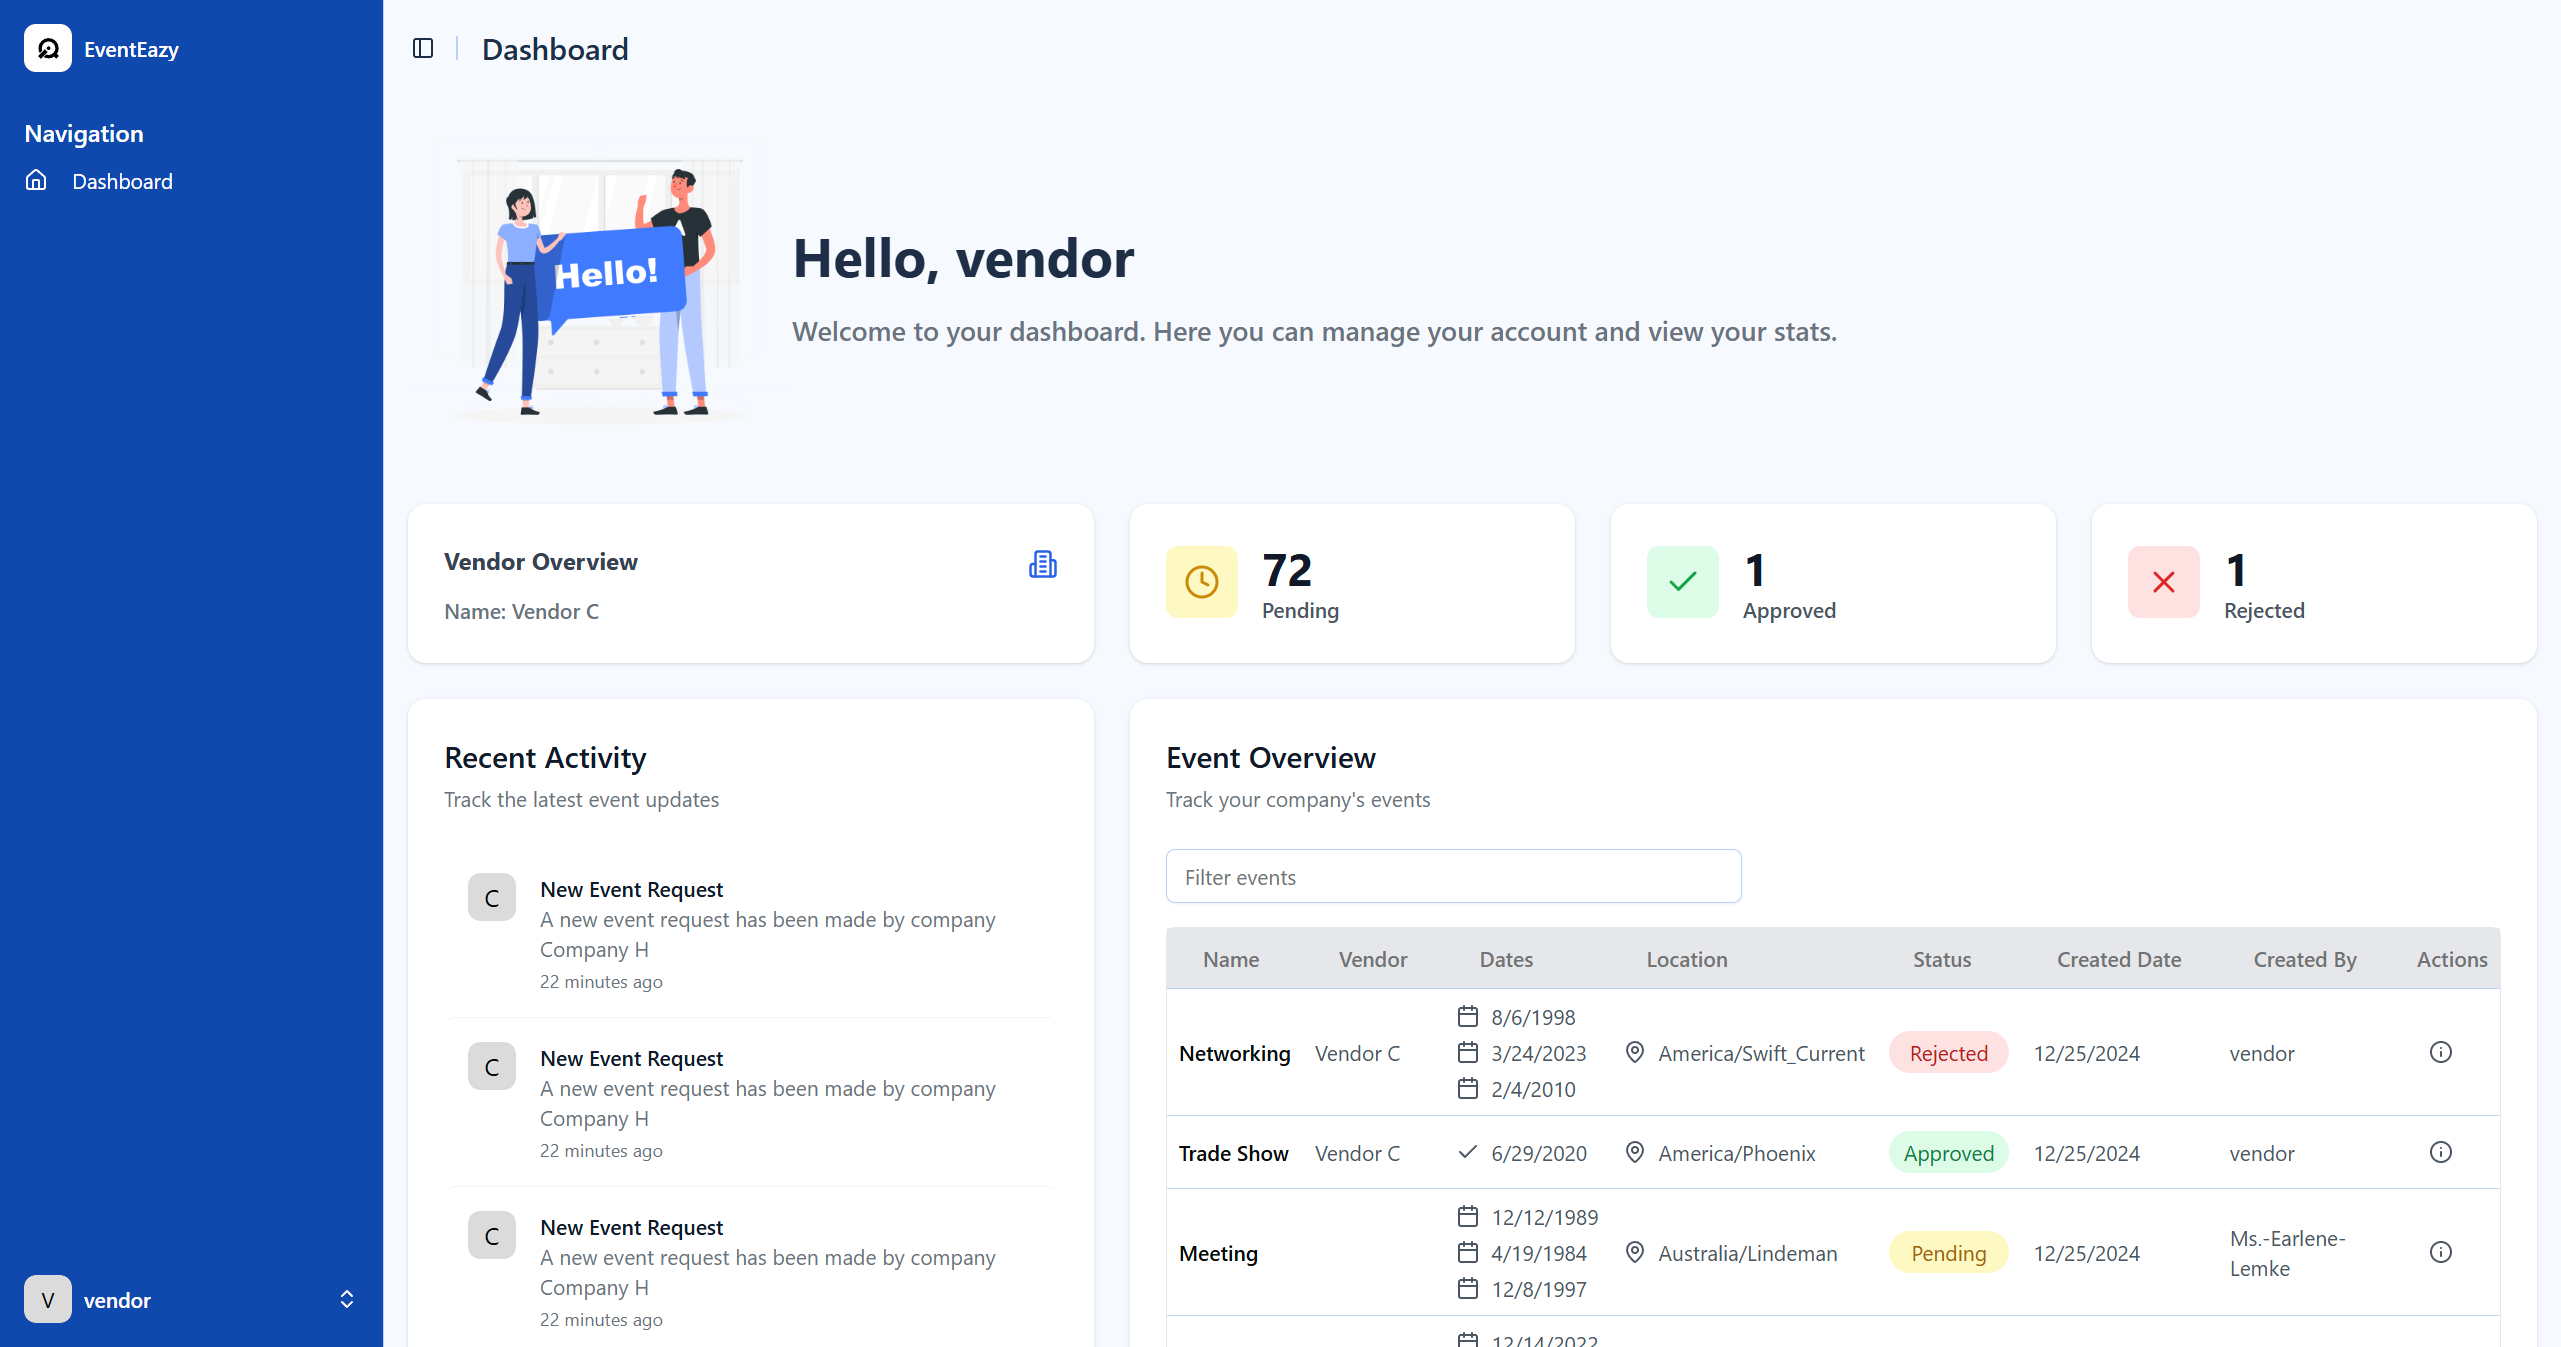 EventEazy
Navigation
Dashboard
V
vendor
Dashboard
Hello!
Hello, vendor
Welcome to your dashboard. Here you can manage your account and view your stats.
Vendor Overview
Name: Vendor C
72
Pending
1
Approved
1
Rejected
Recent Activity
Track the latest event updates
C
New Event Request
A new event request has been made by company
Company H
22 minutes ago
C
New Event Request
A new event request has been made by company
Company H
22 minutes ago
C
New Event Request
A new event request has been made by company
Company H
22 minutes ago
Event Overview
Track your company's events
Filter events
Name Vendor Dates Location Status Created Date Created By Actions
8/6/1998
Networking Vendor C 3/24/2023 America/Swift_Current Rejected 12/25/2024 vendor
2/4/2010
Trade Show Vendor C 6/29/2020 America/Phoenix Approved 12/25/2024 vendor
12/12/1989
Meeting 4/19/1984 Australia/Lindeman Pending 12/25/2024 Ms.-Earlene-
Lemke
12/8/1997
12/14/2022